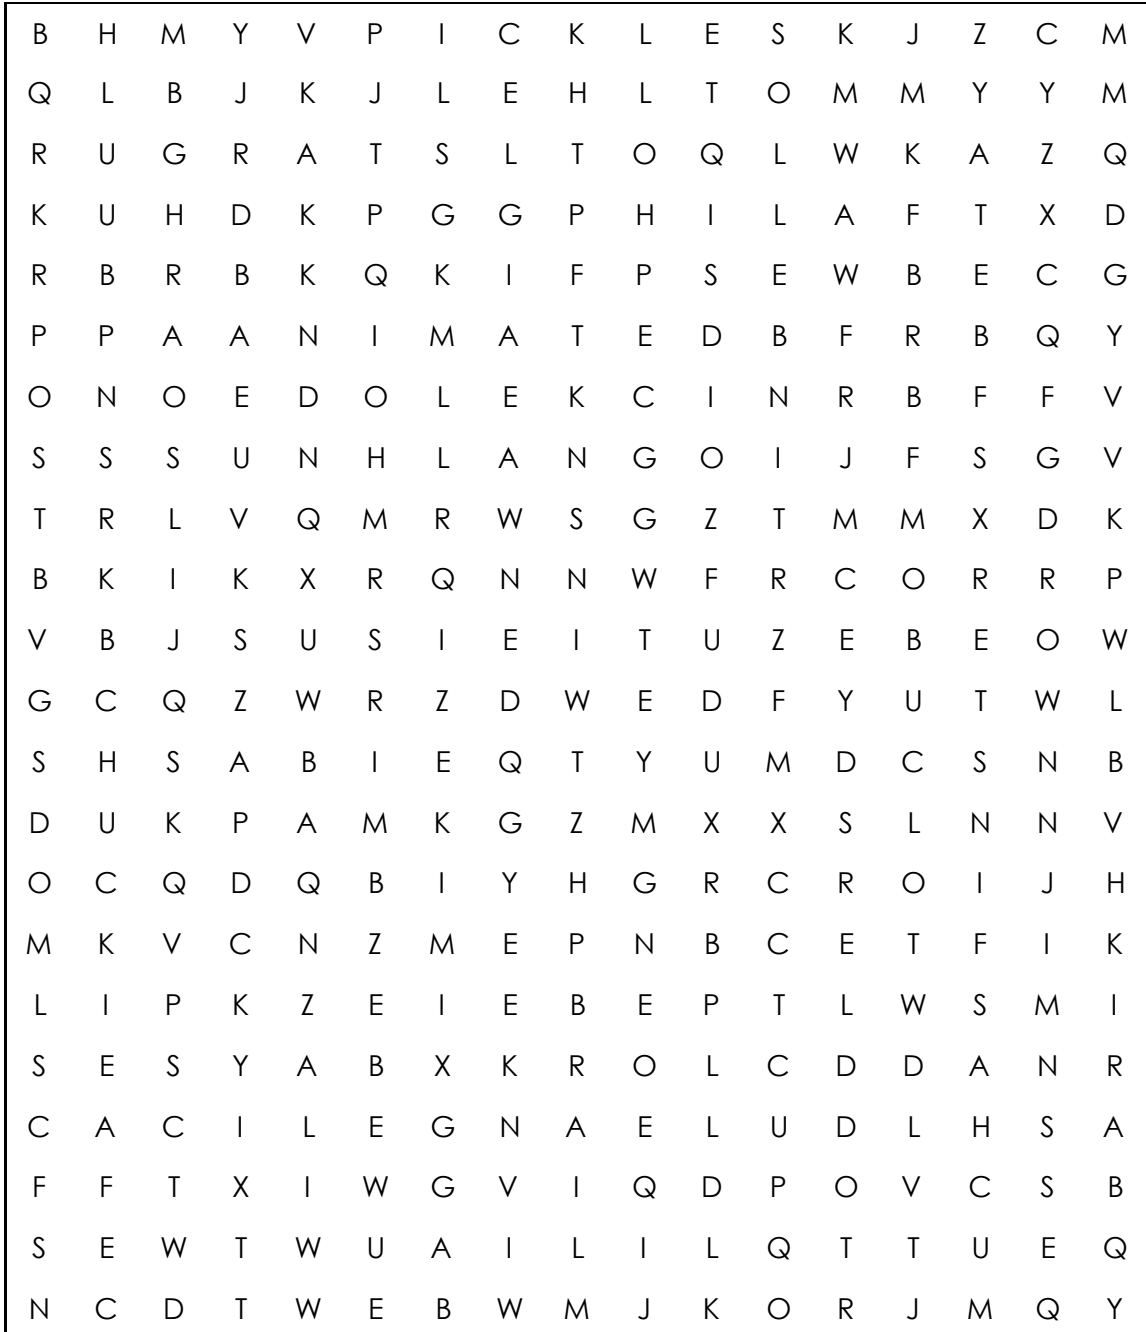 B H M Y V P I C K L E S K J Z C M
Q L B J K J L E H L T O M M Y Y M
R U G R A T S L T O Q L W K A Z Q
K U H D K P G G P H I L A F T X D
R B R B K Q K I F P S E W B E C G
P P A A N I M A T E D B F R B Q Y
O N O E D O L E K C I N R B F F V
S S S U N H L A N G O I J F S G V
T R L V Q M R W S G Z T M M X D K
B K I K X R Q N N W F R C O R R P
V B J S U S I E I T U Z E B E O W
G C Q Z W R Z D W E D F Y U T W L
S H S A B I E Q T Y U M D C S N B
D U K P A M K G Z M X X S L N N V
O C Q D Q B I Y H G R C R O I J H
M K V C N Z M E P N B C E T F I K
L I P K Z E I E B E P T L W S M I
S E S Y A B X K R O L C D D A N R
C A C I L E G N A E L U D L H S A
F F T X I W G V I Q D P O V C S B
S E W T W U A I L I L Q T T U E Q
N C D T W E B W M J K O R J M Q Y